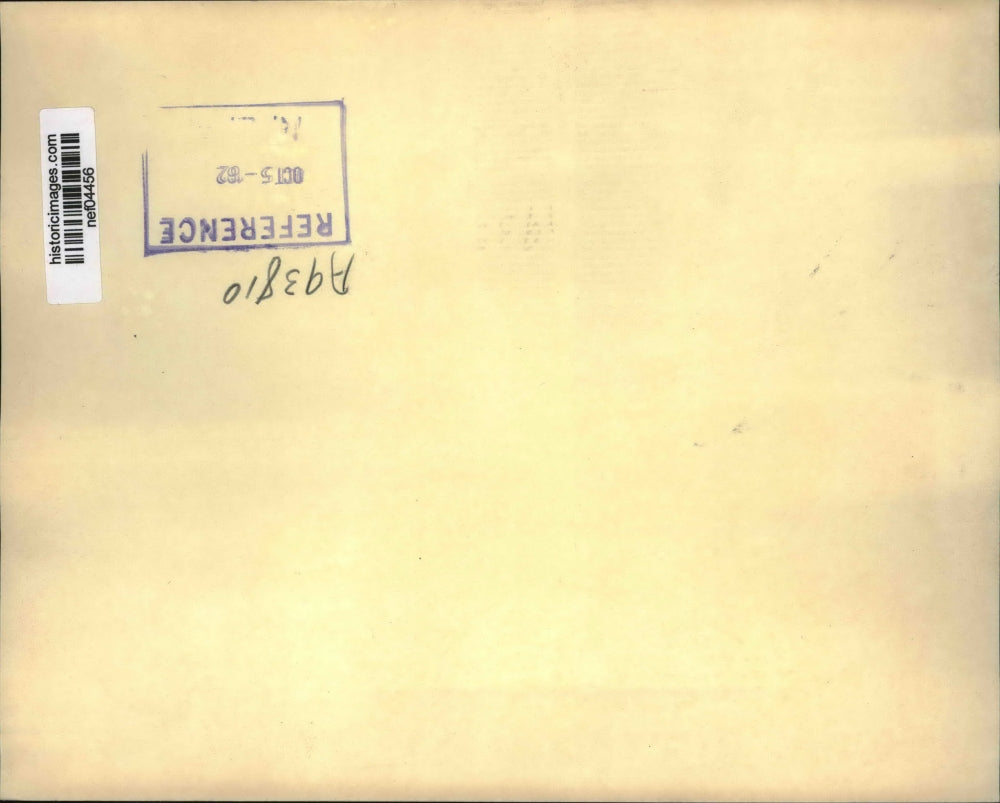 historicimages.com
nef04456
REFERENCE
OCT 5-'62
A93810